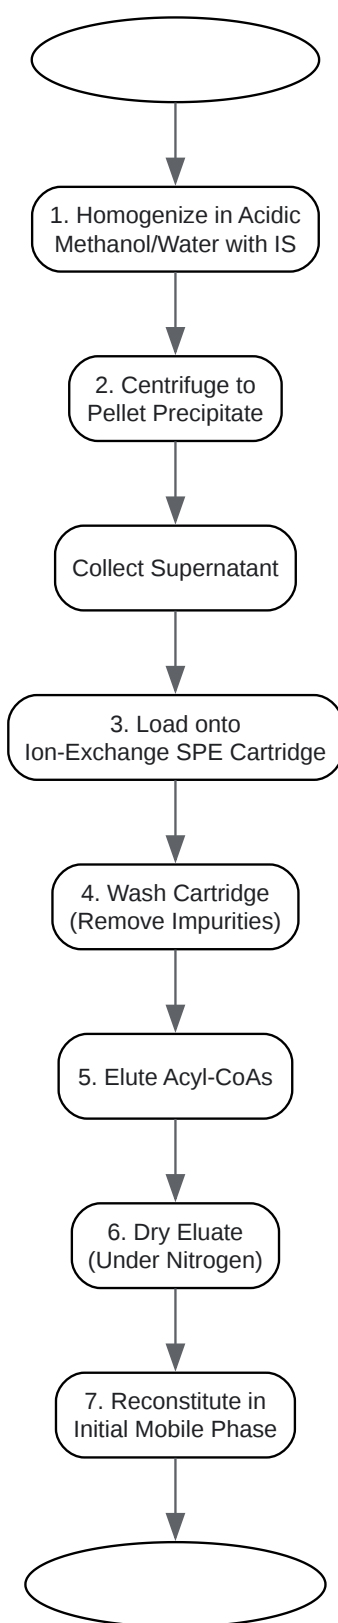 1. Homogenize in Acidic
Methanol/Water with IS
2. Centrifuge to
Pellet Precipitate
Collect Supernatant
3. Load onto
Ion-Exchange SPE Cartridge
4. Wash Cartridge
(Remove Impurities)
5. Elute Acyl-CoAs
6. Dry Eluate
(Under Nitrogen)
7. Reconstitute in
Initial Mobile Phase